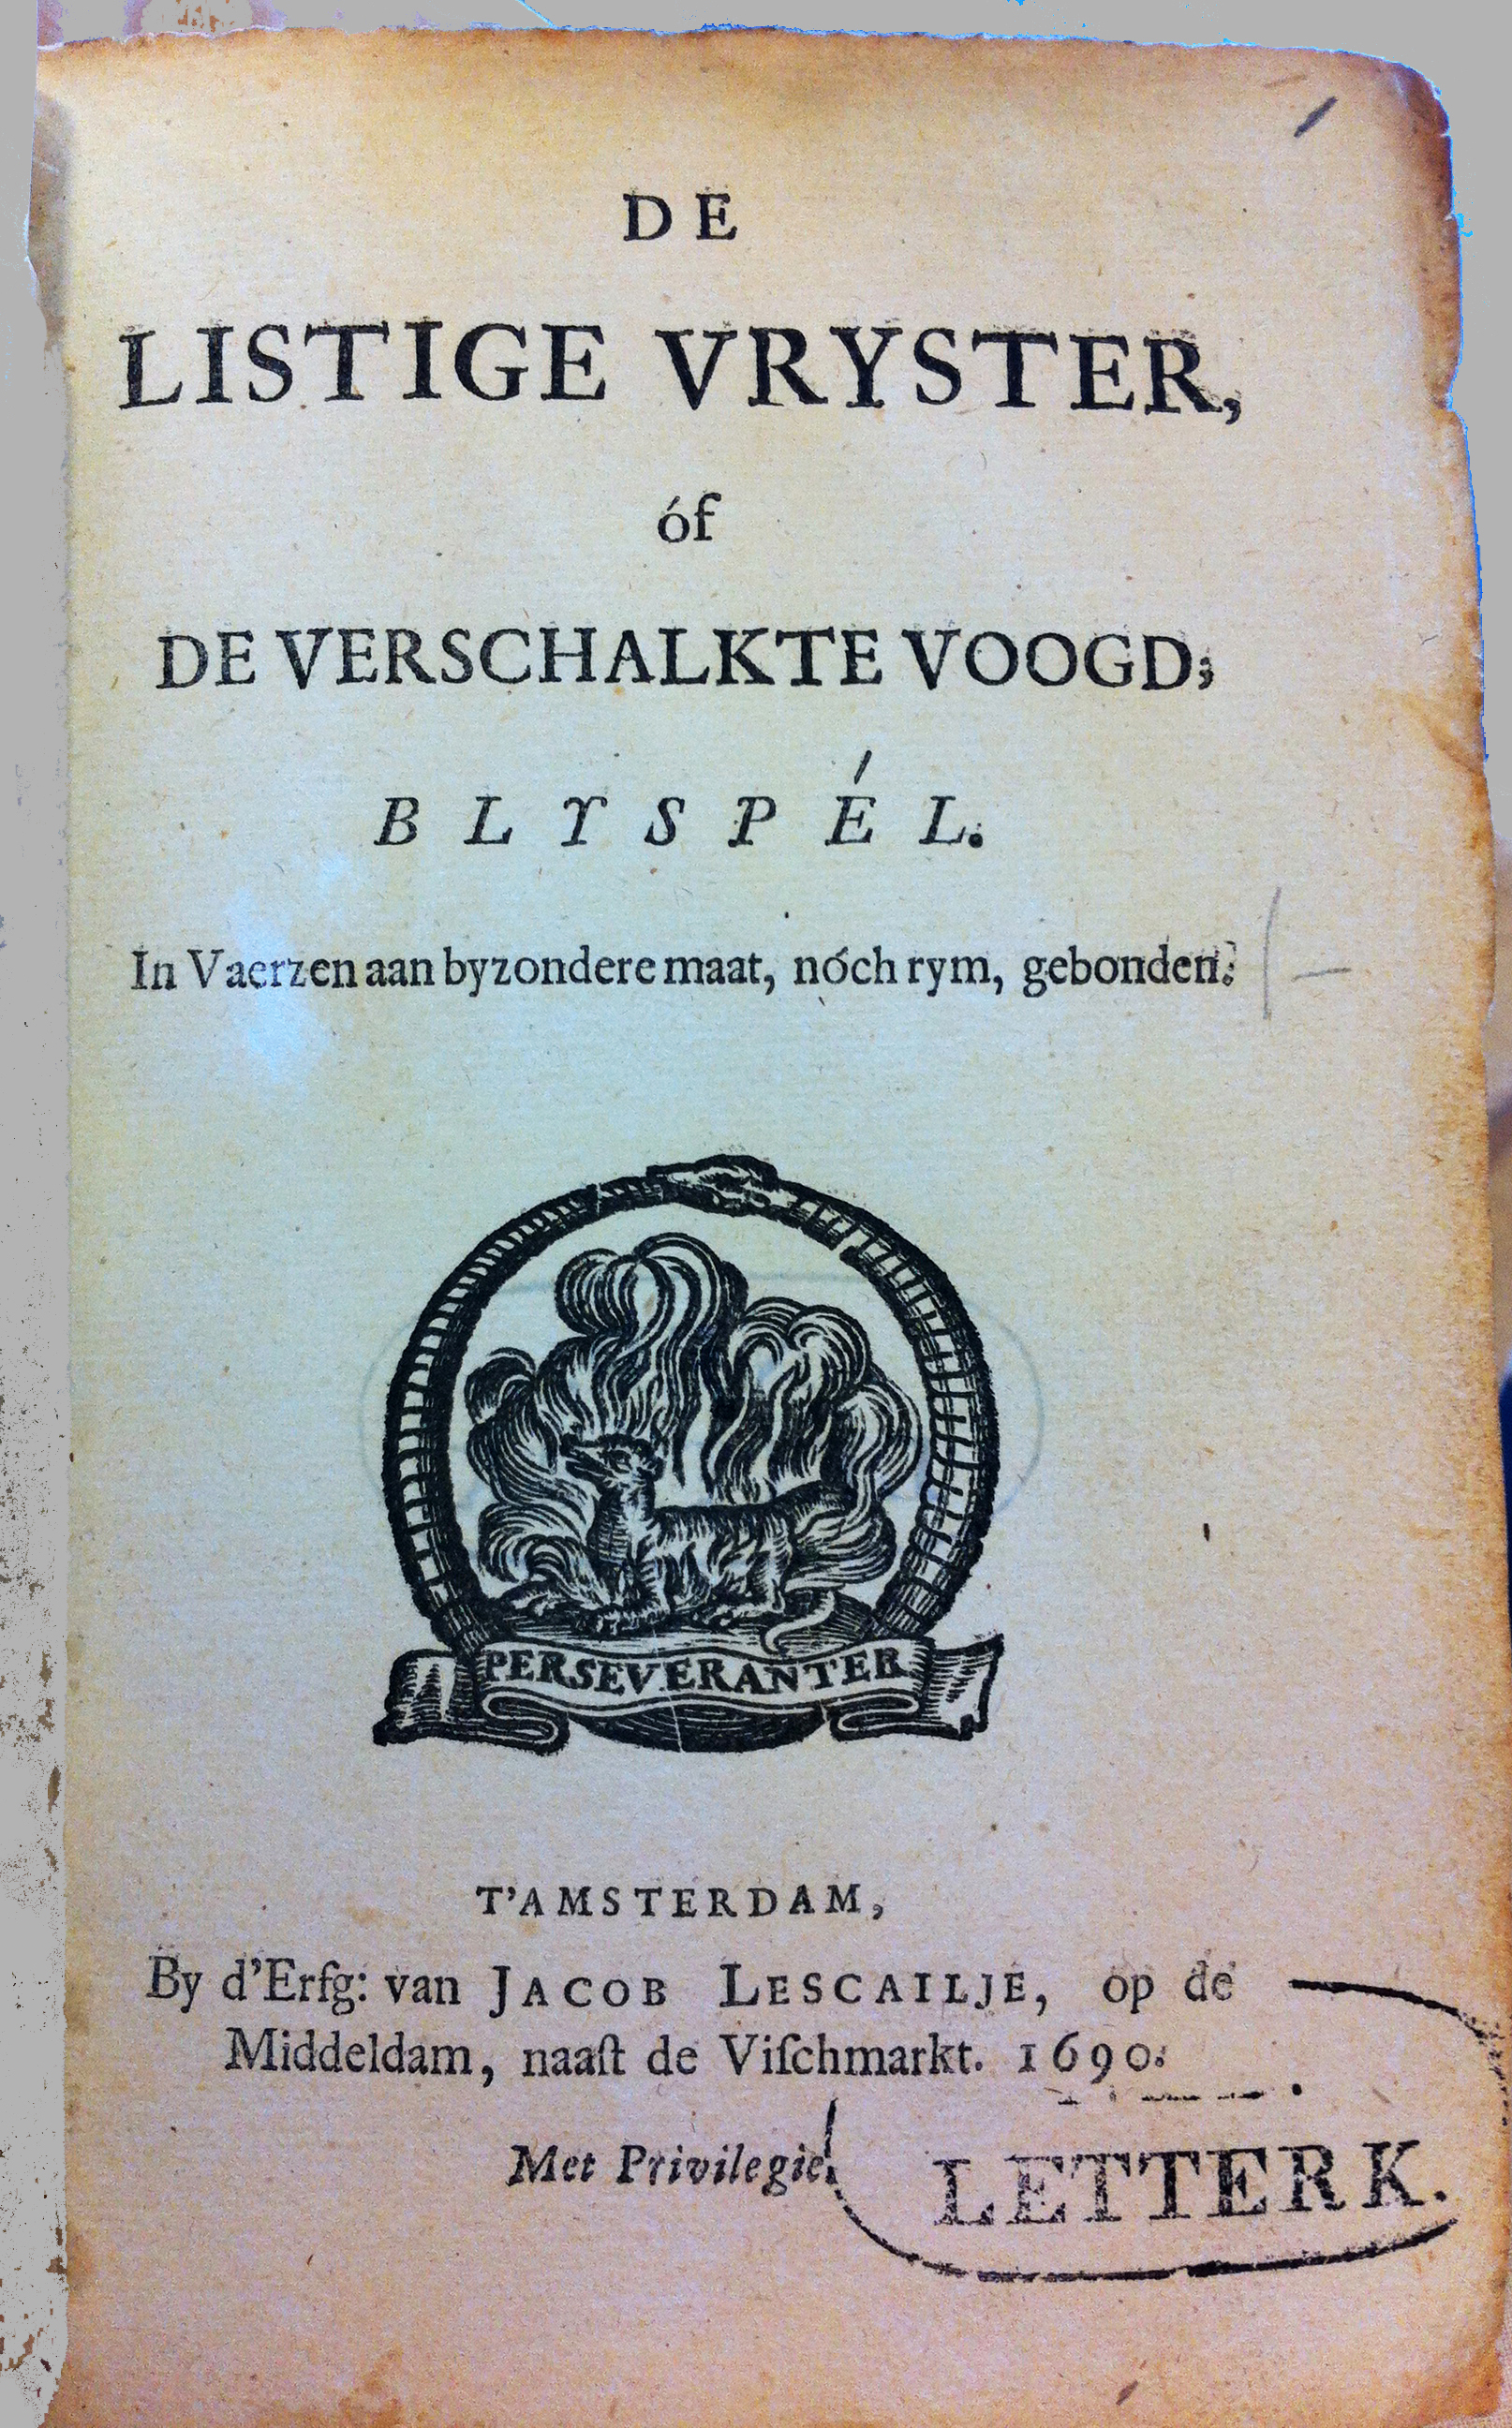 DE
LISTIGE VRYSTER,
óf
DE VERSCHALKTE VOOGD;
BLYSPÉL.
In Vaerzen aan byzondere maat, nóch rym, gebonden.
PERSEVERANTER
T'AMSTERDAM,
By d'Erfg: van JACOB LESCAILJE, op de
Middeldam, naaſt de Viſchmarkt. 1690.
Met Privilegie.
LETTERK.